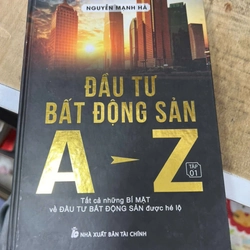 NGUYỄN MẠNH HÀ
ĐẦU TƯ
BẤT ĐỘNG SẢN
A - Z
TẬP
01
Tất cả những BÍ MẬT
về ĐẦU TƯ BẤT ĐỘNG SẢN được hé lộ
NHÀ XUẤT BẢN TÀI CHÍNH